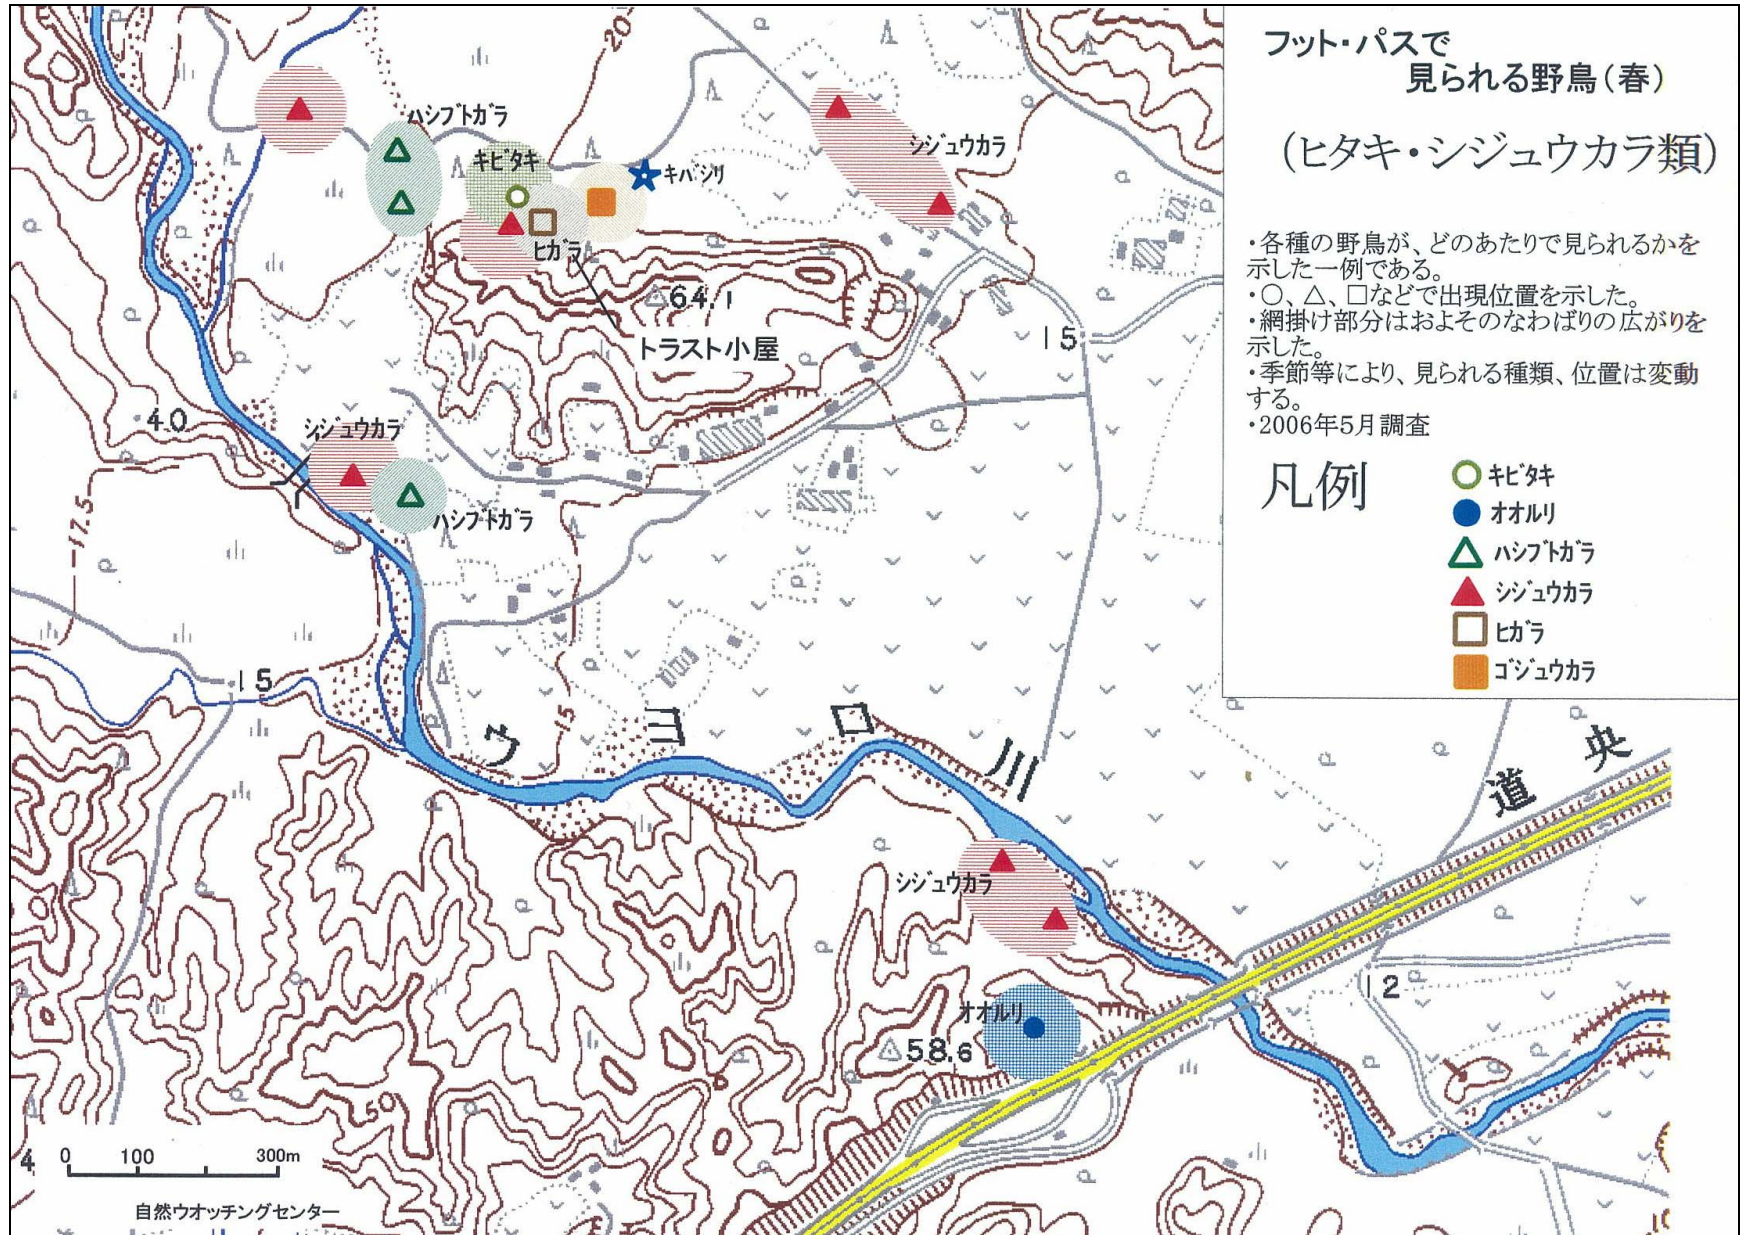 フット・パスで
見られる野鳥(春)
(ヒタキ・シジュウカラ類)
・各種の野鳥が、どのあたりで見られるかを
示した一例である。
・○、△、□などで出現位置を示した。
・網掛け部分はおよそのなわばりの広がりを
示した。
・季節等により、見られる種類、位置は変動
する。
・2006年5月調査
凡例
キビタキ
オオルリ
ハシブトガラ
シジュウカラ
ヒガラ
ゴジュウカラ
20
ハシブトガラ
キビタキ
キバシリ
シジュウカラ
ヒガラ
64.1
トラスト小屋
15
40
シジュウカラ
ハシブトガラ
17.5
15
15
ウヨロ川
道央
シジュウカラ
オオルリ
58.6
12
50
4
0 100 300m
自然ウオッチングセンター